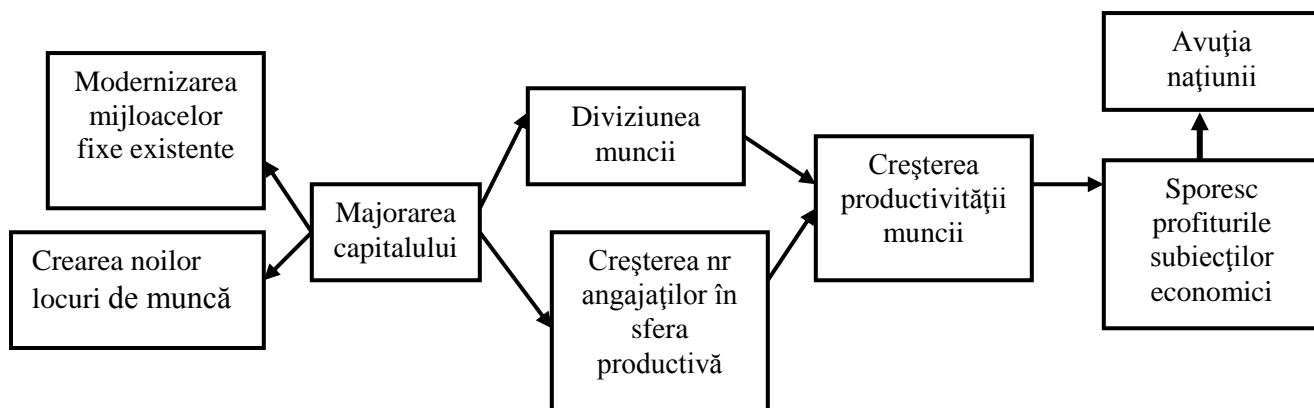 Modernizarea
mijloacelor
fixe existente
Crearea noilor
locuri de muncă
Majorarea
capitalului
Diviziunea
muncii
Creşterea nr
angajaţilor în
sfera
productivă
Creşterea
productivităţii
muncii
Avuţia
naţiunii
Sporesc
profiturile
subiecţilor
economici